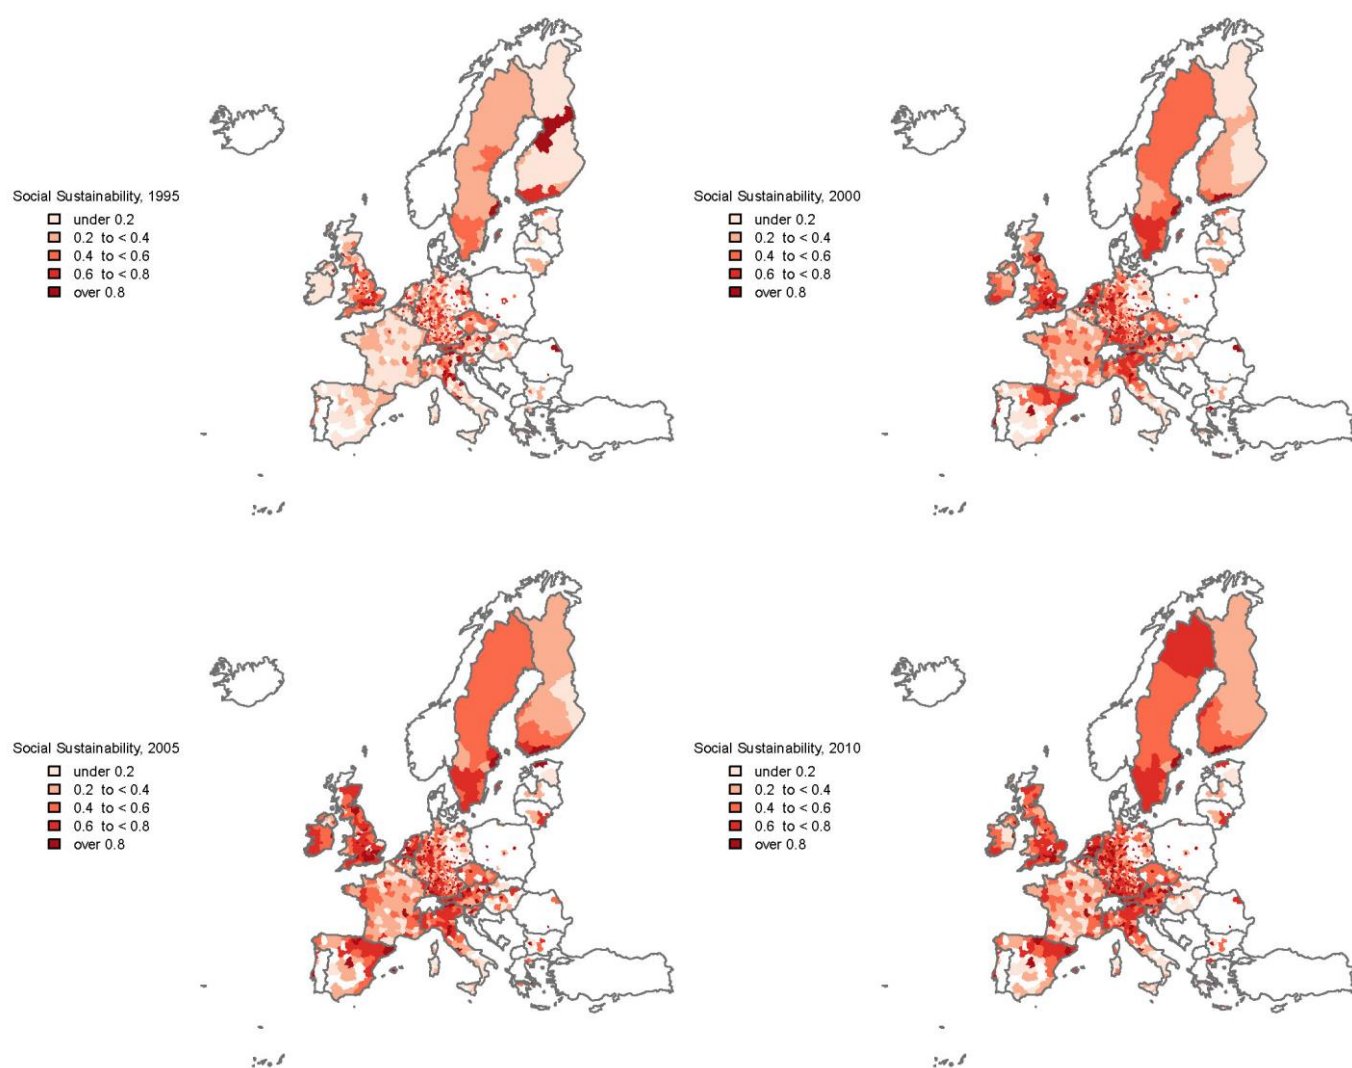 Social Sustainability, 1995
under 0.2
0.2 to < 0.4
0.4 to < 0.6
0.6 to < 0.8
over 0.8
Social Sustainability, 2000
under 0.2
0.2 to < 0.4
0.4 to < 0.6
0.6 to < 0.8
over 0.8
Social Sustainability, 2005
under 0.2
0.2 to < 0.4
0.4 to < 0.6
0.6 to < 0.8
over 0.8
Social Sustainability, 2010
under 0.2
0.2 to < 0.4
0.4 to < 0.6
0.6 to < 0.8
over 0.8